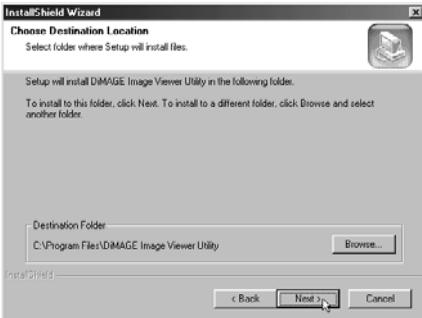 InstallShield Wizard
Choose Destination Location
Select folder where Setup will install files.
Setup will install DiMAGE Image Viewer Utility in the following folder.
To install to this folder, click Next. To install to a different folder, click Browse and select
another folder.
Destination Folder
C:\Program Files\DiMAGE Image Viewer Utility
Browse...
InstallShield
< Back
Next >
Cancel